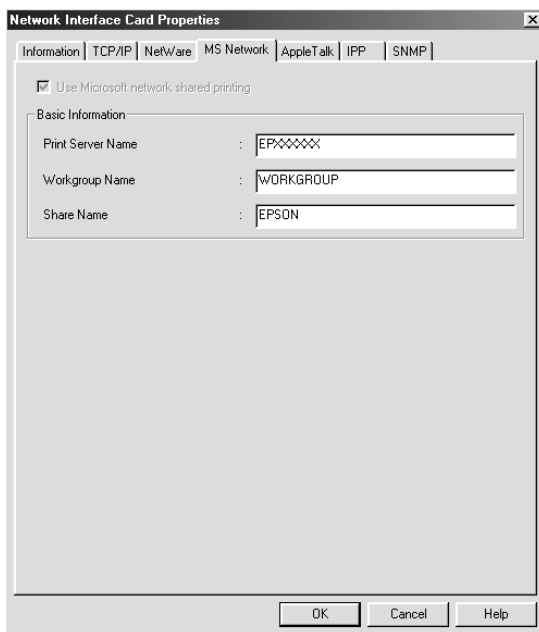 Network Interface Card Properties
Information TCP/IP NetWare MS Network AppleTalk IPP SNMP
Use Microsoft network shared printing
Basic Information
Print Server Name : EPXXXXXX
Workgroup Name : WORKGROUP
Share Name : EPSON
OK Cancel Help